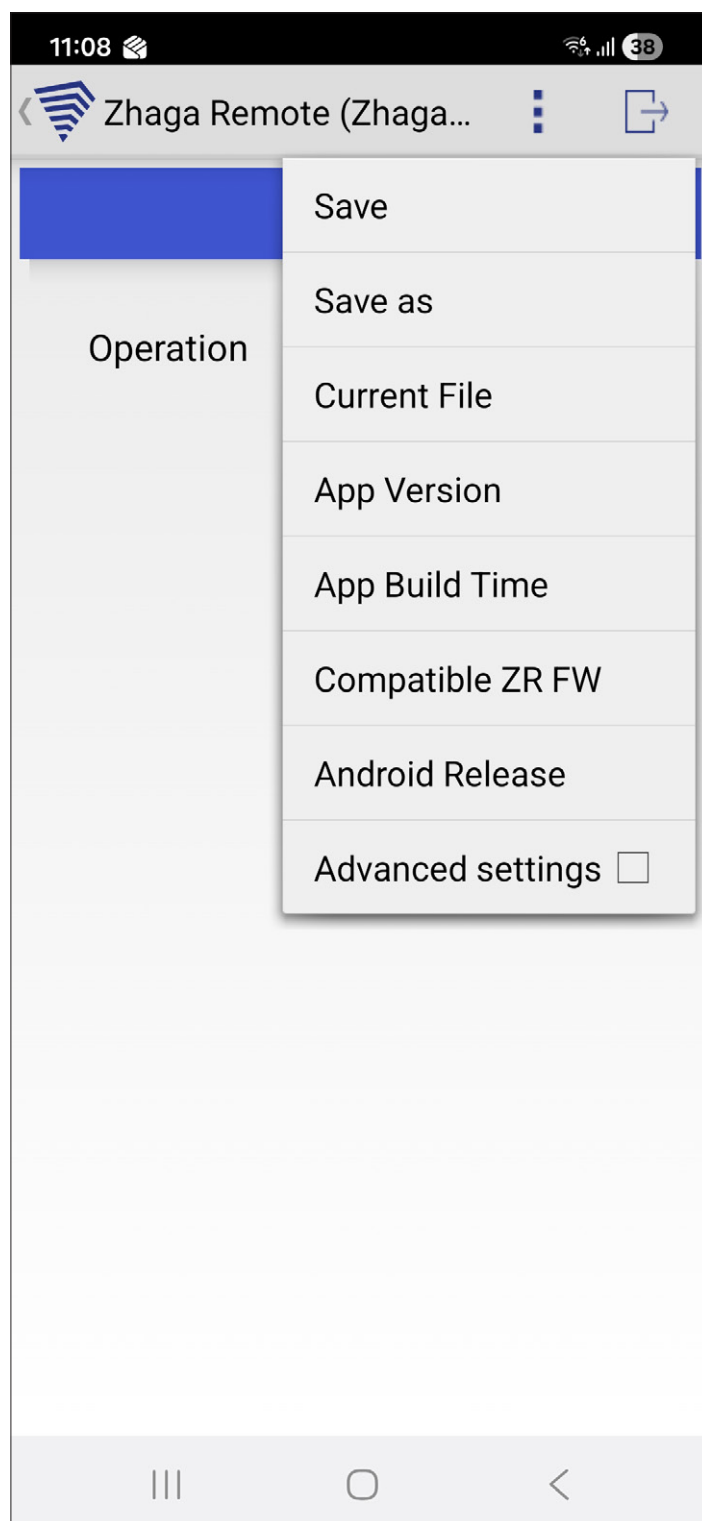 11:08
6
38
Zhaga Remote (Zhaga...
Save
Save as
Operation
Current File
App Version
App Build Time
Compatible ZR FW
Android Release
Advanced settings